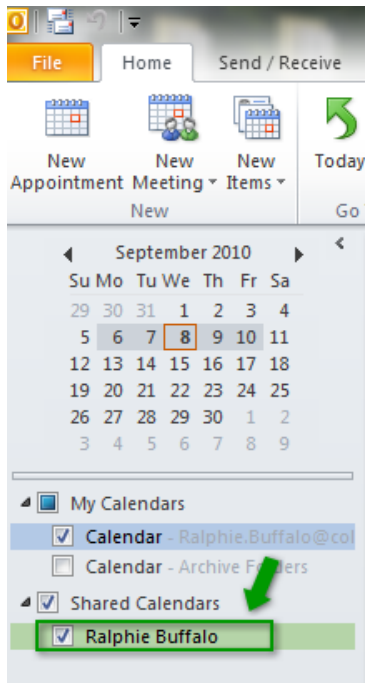 File Home Send / Receive
New New New Today
Appointment Meeting Items
New Go
September 2010
Su Mo Tu We Th Fr Sa
29 30 31 1 2 3 4
5 6 7 8 9 10 11
12 13 14 15 16 17 18
19 20 21 22 23 24 25
26 27 28 29 30 1 2
3 4 5 6 7 8 9
My Calendars
Calendar - Ralphie.Buffalo@col
Calendar - Archive Folders
Shared Calendars
Ralphie Buffalo